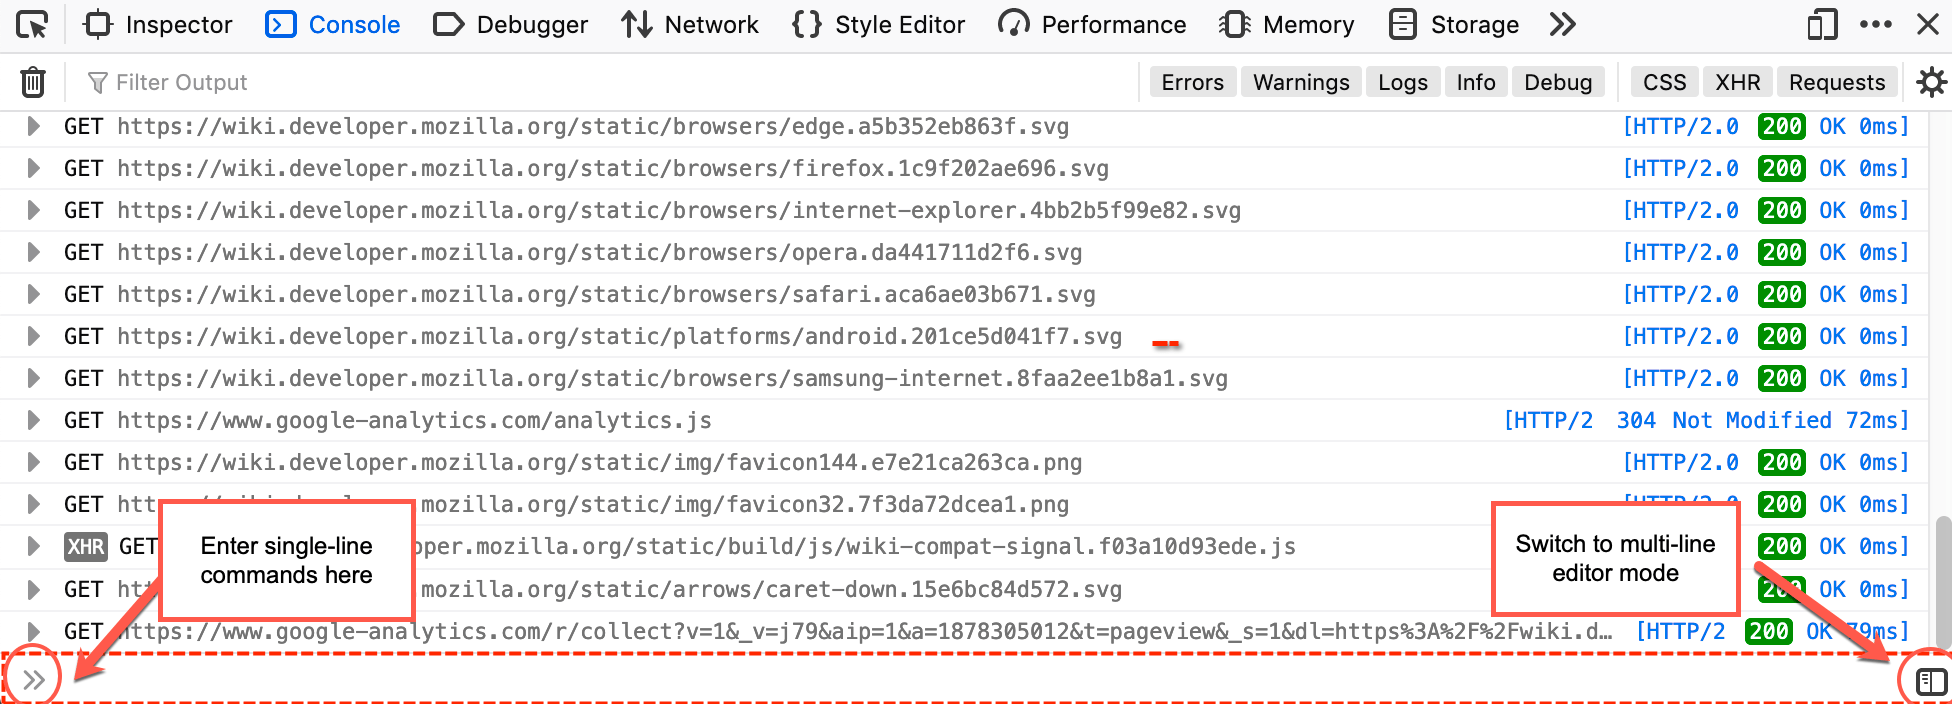 Inspector Console Debugger Network Style Editor Performance Memory Storage
Filter Output Errors Warnings Logs Info Debug CSS XHR Requests
GET https://wiki.developer.mozilla.org/static/browsers/edge.a5b352eb863f.svg [HTTP/2.0 200 OK 0ms]
GET https://wiki.developer.mozilla.org/static/browsers/firefox.1c9f202ae696.svg [HTTP/2.0 200 OK 0ms]
GET https://wiki.developer.mozilla.org/static/browsers/internet-explorer.4bb2b5f99e82.svg [HTTP/2.0 200 OK 0ms]
GET https://wiki.developer.mozilla.org/static/browsers/opera.da441711d2f6.svg [HTTP/2.0 200 OK 0ms]
GET https://wiki.developer.mozilla.org/static/browsers/safari.aca6ae03b671.svg [HTTP/2.0 200 OK 0ms]
GET https://wiki.developer.mozilla.org/static/platforms/android.201ce5d041f7.svg [HTTP/2.0 200 OK 0ms]
GET https://wiki.developer.mozilla.org/static/browsers/samsung-internet.8faa2ee1b8a1.svg [HTTP/2.0 200 OK 0ms]
GET https://www.google-analytics.com/analytics.js [HTTP/2 304 Not Modified 72ms]
GET https://wiki.developer.mozilla.org/static/img/favicon144.e7e21ca263ca.png [HTTP/2.0 200 OK 0ms]
GET mozilla.org/static/img/favicon32.7f3da72dcea1.png 200 OK 0ms]
XHR GET oper.mozilla.org/static/build/js/wiki-compat-signal.f03a10d93ede.js 200 OK 0ms]
Enter single-line
commands here
Switch to multi-line
editor mode
GET mozilla.org/static/arrows/caret-down.15e6bc84d572.svg 200 OK 0ms]
GET https://www.google-analytics.com/r/collect?v=1&_v=j79&aip=1&a=1878305012&t=pageview&_s=1&dl=https%3A%2F%2Fwiki.d… [HTTP/2 200 OK 79ms]